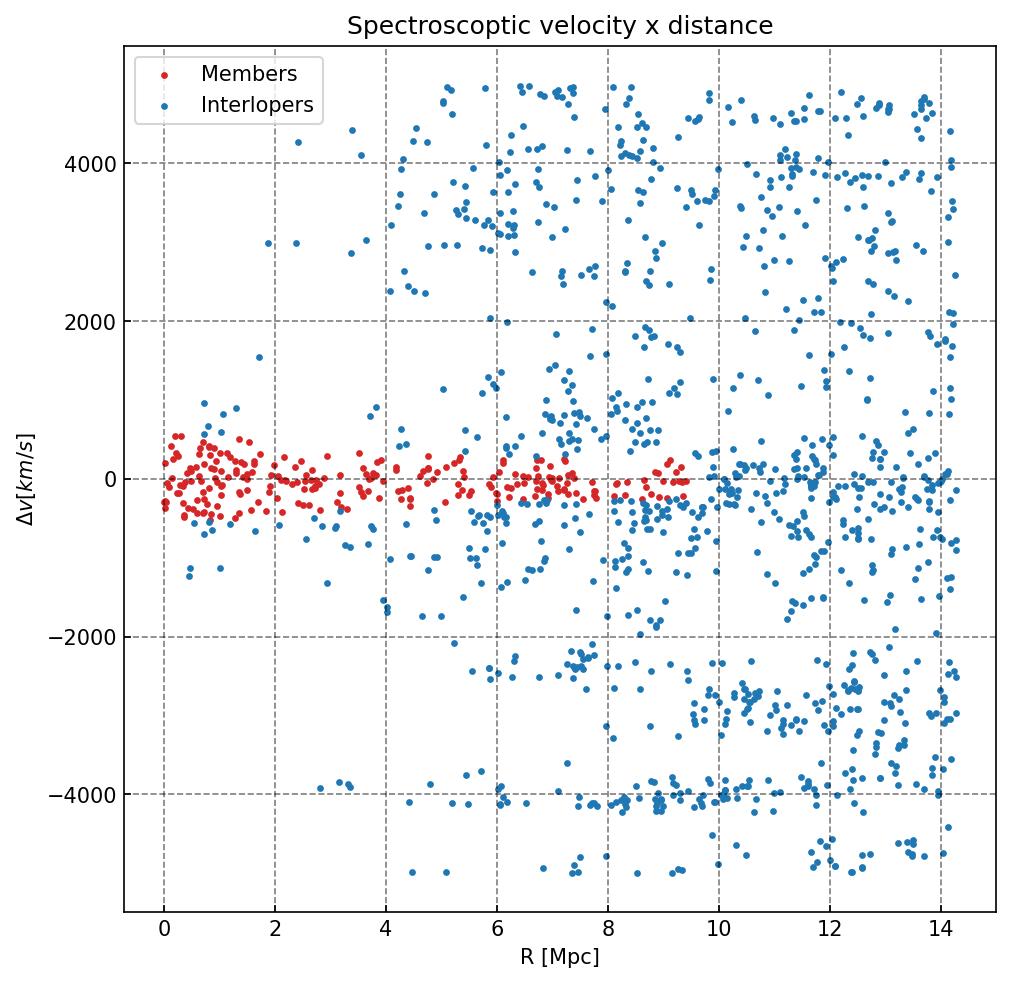 Spectroscoptic velocity x distance
Members
Interlopers
4000
2000
0
−2000
−4000
Δv[km/s]
0 2 4 6 8 10 12 14
R [Mpc]